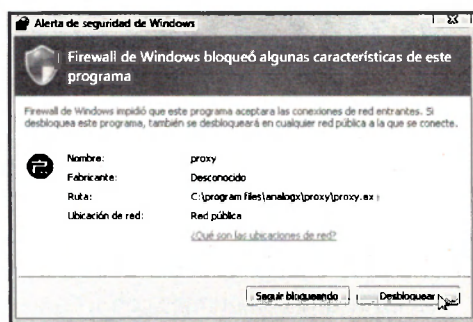 Alerta de seguridad de Windows
Firewall de Windows bloqueó algunas características de este
programa
Firewall de Windows impidió que este programa aceptara las conexiones de red entrantes. Si
desbloquea este programa, también se desbloqueará en cualquier red pública a la que se conecte.
Nombre: proxy
Fabricante: Desconocido
Ruta: C:\program files\analogx\proxy\proxy.ex
Ubicación de red: Red pública
¿Qué son las ubicaciones de red?
Seguir bloqueando Desbloquear